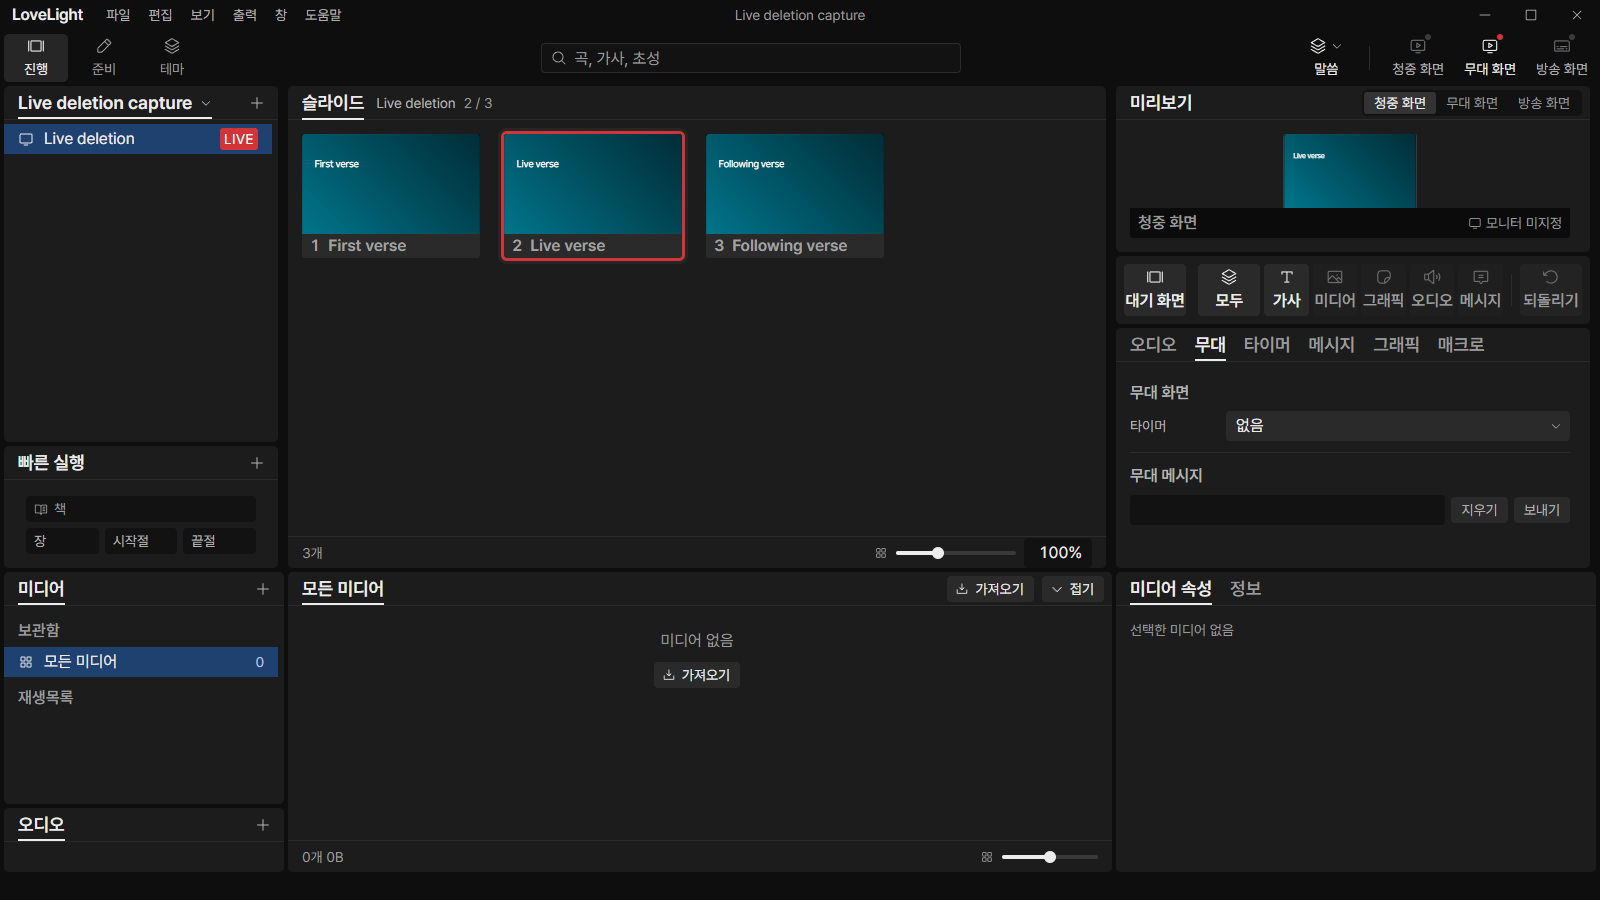 LoveLight 파일 편집 보기 출력 창 도움말
Live deletion capture
진행 준비 테마
곡, 가사, 초성
말씀 청중 화면 무대 화면 방송 화면
Live deletion capture
Live deletion LIVE
슬라이드 Live deletion 2 / 3
First verse
1 First verse
Live verse
2 Live verse
Following verse
3 Following verse
3개
100%
미리보기 청중 화면 무대 화면 방송 화면
Live verse
청중 화면 모니터 미지정
대기 화면 모두 가사 미디어 그래픽 오디오 메시지 되돌리기
오디오 무대 타이머 메시지 그래픽 매크로
무대 화면
타이머 없음
무대 메시지
지우기 보내기
빠른 실행
책
장 시작절 끝절
미디어
보관함
모든 미디어 0
재생목록
오디오
모든 미디어 가져오기 접기
미디어 없음
가져오기
0개 0B
미디어 속성 정보
선택한 미디어 없음